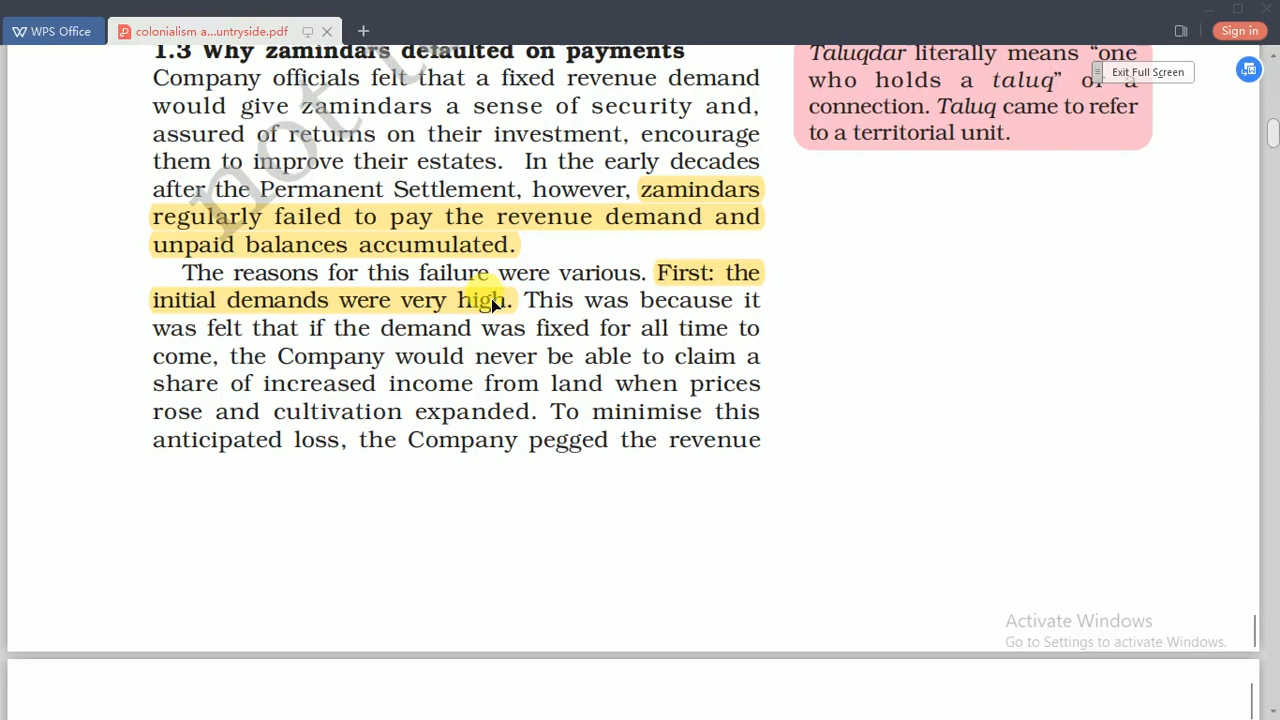 WPS Office
colonialism a...untryside.pdf
Sign in
Exit Full Screen
1.3 Why zamindars defaulted on payments
Company officials felt that a fixed revenue demand
would give zamindars a sense of security and,
assured of returns on their investment, encourage
them to improve their estates. In the early decades
after the Permanent Settlement, however, zamindars
regularly failed to pay the revenue demand and
unpaid balances accumulated.
The reasons for this failure were various. First: the
initial demands were very high. This was because it
was felt that if the demand was fixed for all time to
come, the Company would never be able to claim a
share of increased income from land when prices
rose and cultivation expanded. To minimise this
anticipated loss, the Company pegged the revenue
Taluqdar literally means “one
who holds a taluq” or a
connection. Taluq came to refer
to a territorial unit.
not t
Activate Windows
Go to Settings to activate Windows.